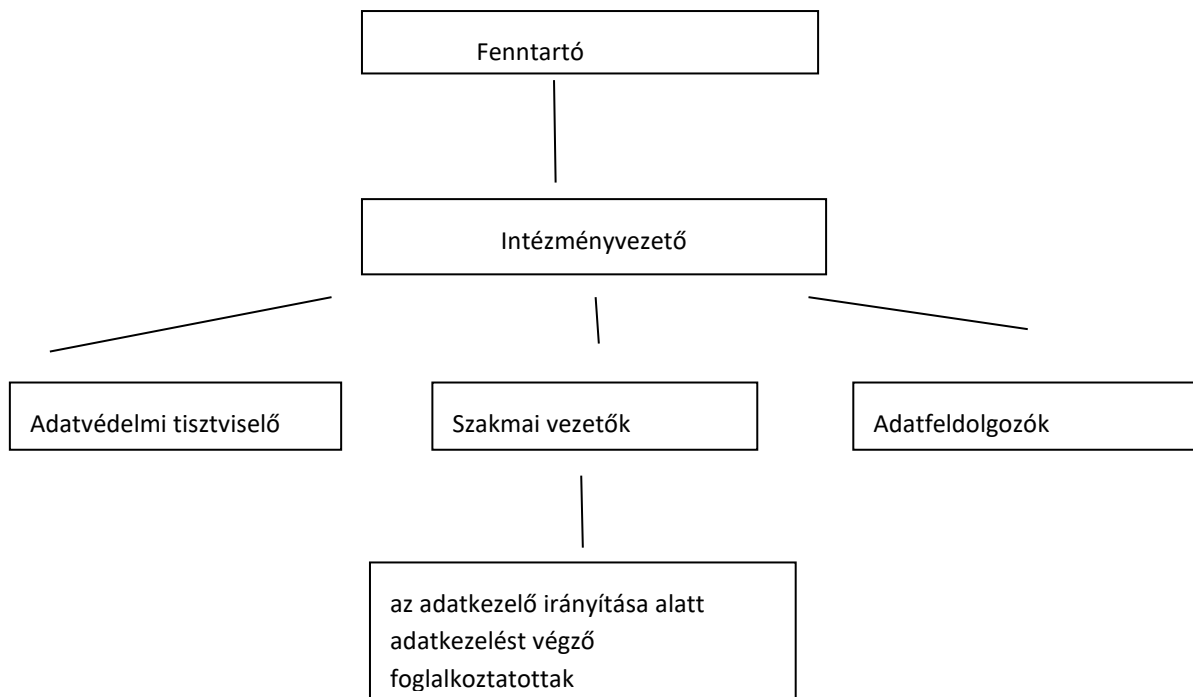 Fenntartó
Intézményvezető
Adatvédelmi tisztviselő
Szakmai vezetők
Adatfeldolgozók
az adatkezelő irányítása alatt
adatkezelést végző
foglalkoztatottak